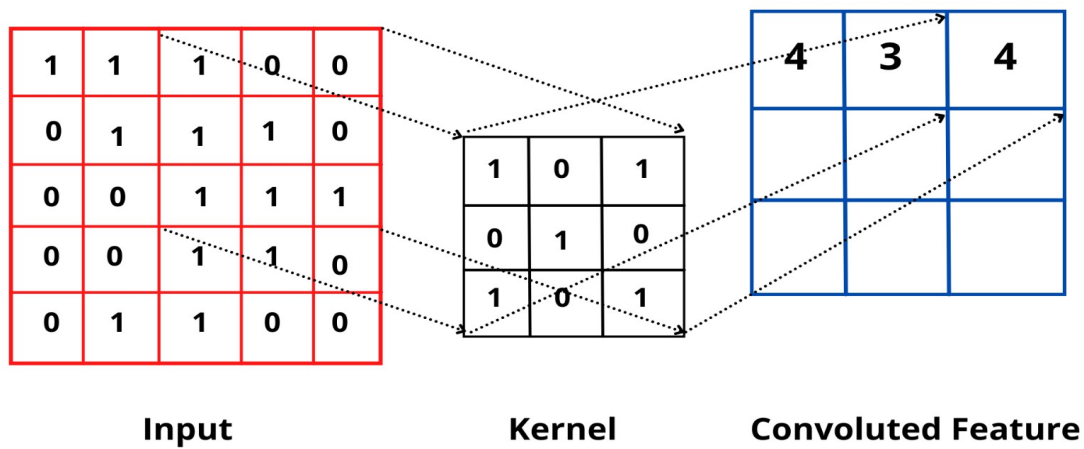 1 1 1 0 0
0 1 1 1 0
0 0 1 1 1
0 0 1 1 0
0 1 1 0 0
1 0 1
0 1 0
1 0 1
4 3 4
Input
Kernel
Convoluted Feature